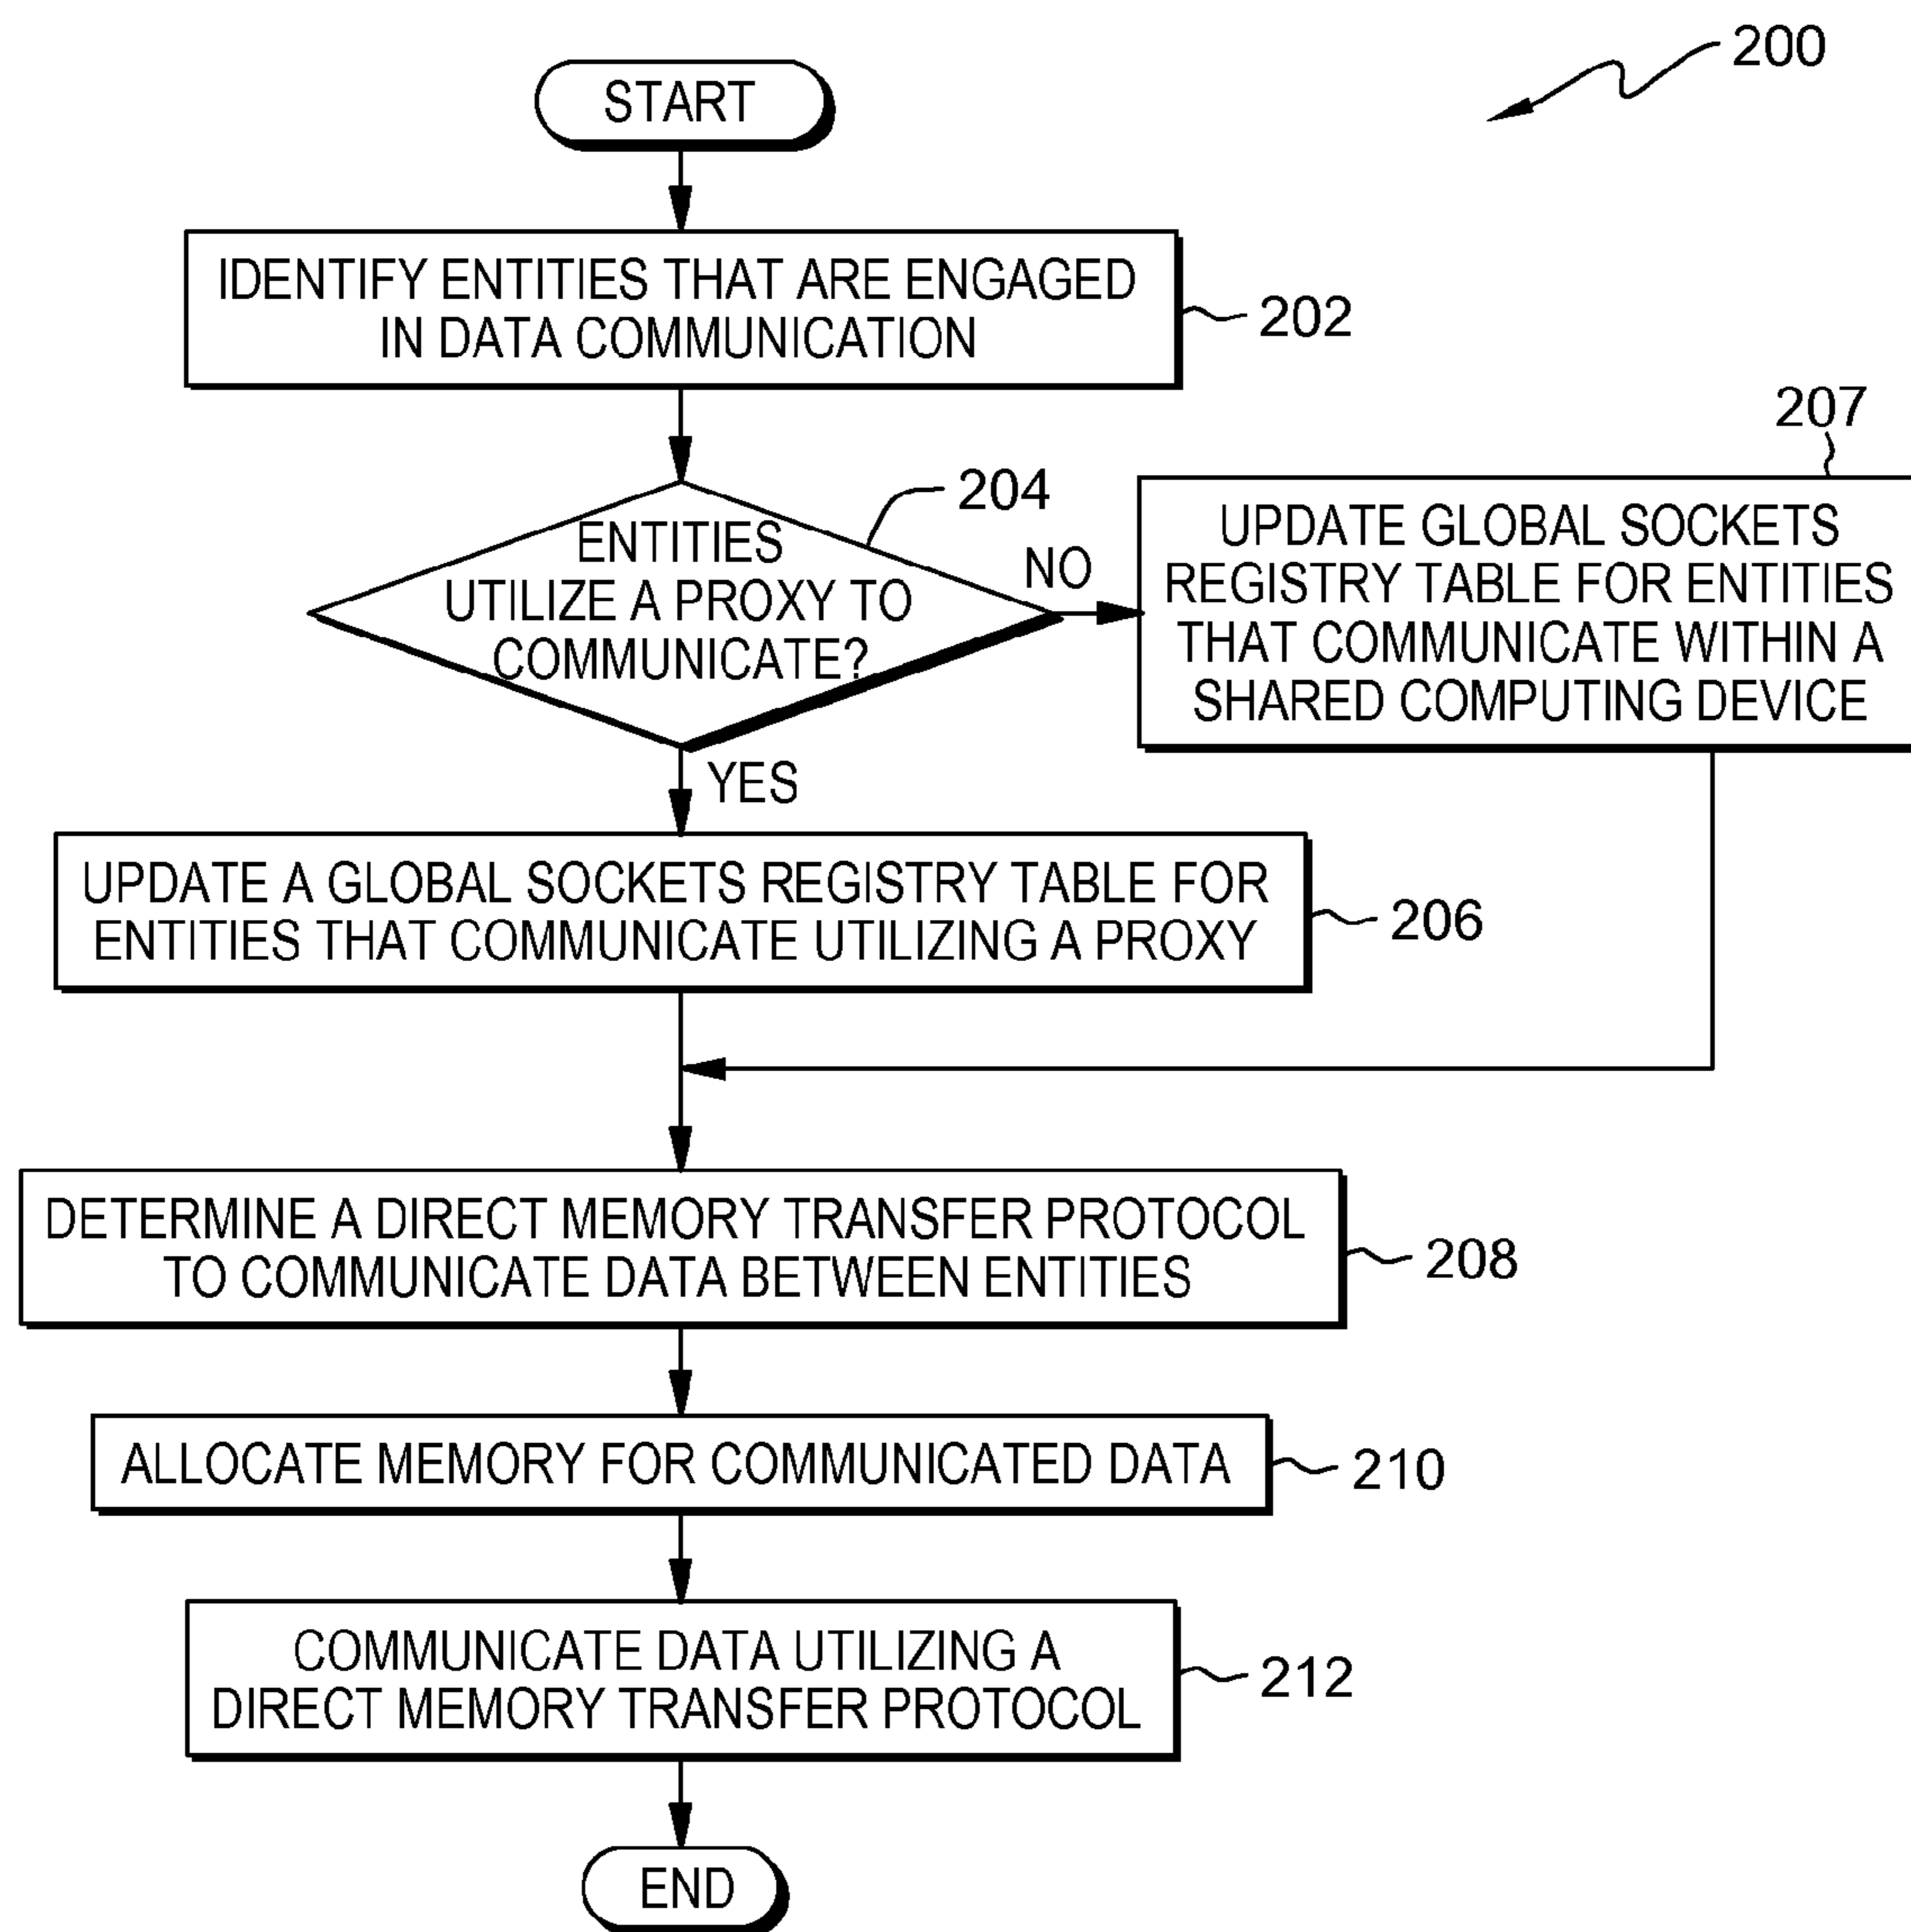 200
START
IDENTIFY ENTITIES THAT ARE ENGAGED
IN DATA COMMUNICATION
202
204
ENTITIES
UTILIZE A PROXY TO
COMMUNICATE?
NO
207
UPDATE GLOBAL SOCKETS
REGISTRY TABLE FOR ENTITIES
THAT COMMUNICATE WITHIN A
SHARED COMPUTING DEVICE
YES
UPDATE A GLOBAL SOCKETS REGISTRY TABLE FOR
ENTITIES THAT COMMUNICATE UTILIZING A PROXY
206
DETERMINE A DIRECT MEMORY TRANSFER PROTOCOL
TO COMMUNICATE DATA BETWEEN ENTITIES
208
ALLOCATE MEMORY FOR COMMUNICATED DATA
210
COMMUNICATE DATA UTILIZING A
DIRECT MEMORY TRANSFER PROTOCOL
212
END